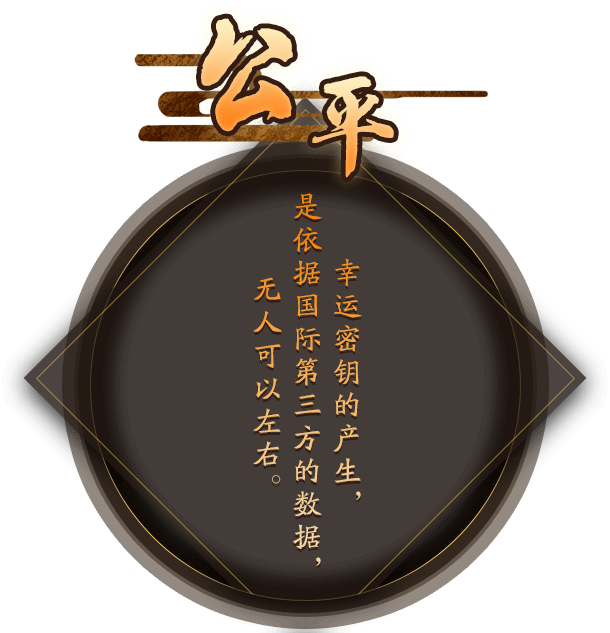 公平
幸运密钥的产生，
是依据国际第三方的数据，
无人可以左右。